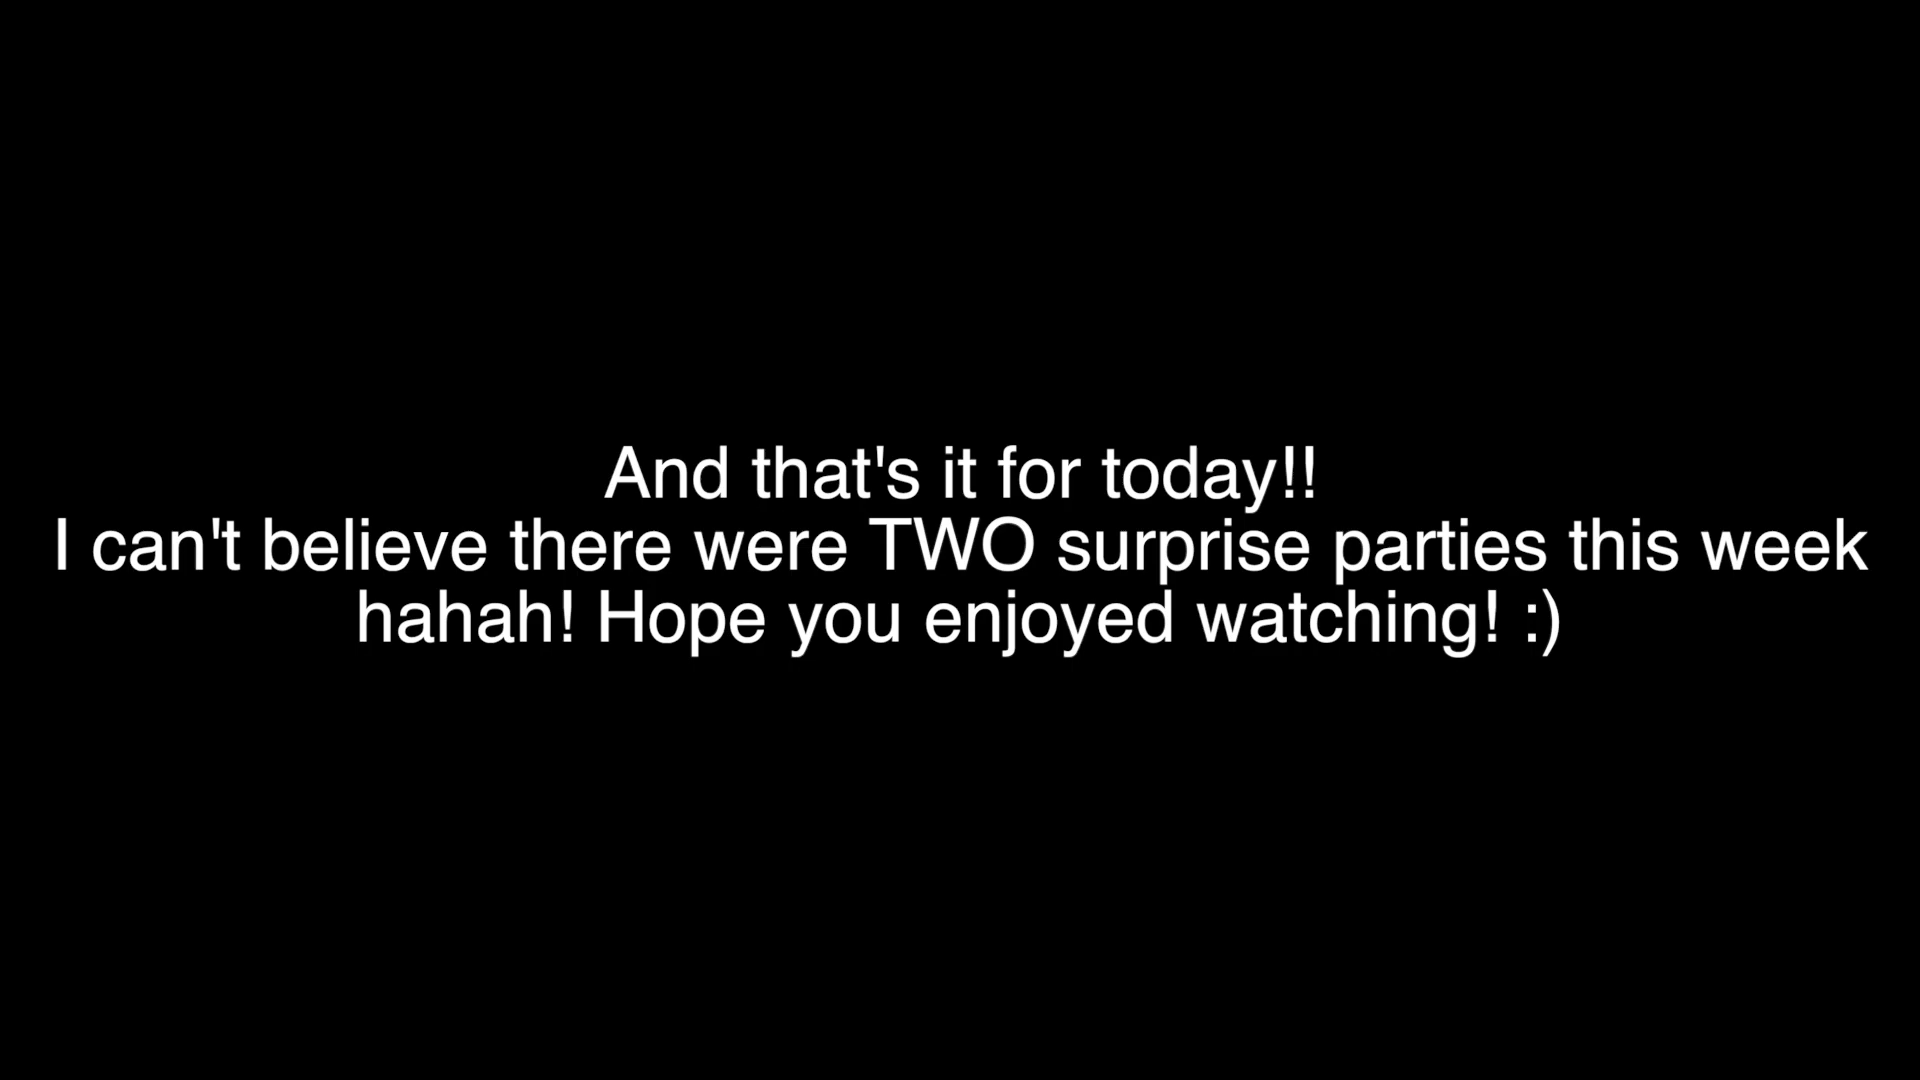 And that's it for today!!
I can't believe there were TWO surprise parties this week
hahah! Hope you enjoyed watching! :)